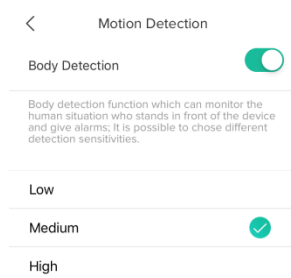 Motion Detection
Body Detection
Body detection function which can monitor the
human situation who stands in front of the device
and give alarms; It is possible to chose different
detection sensitivities.
Low
Medium
High